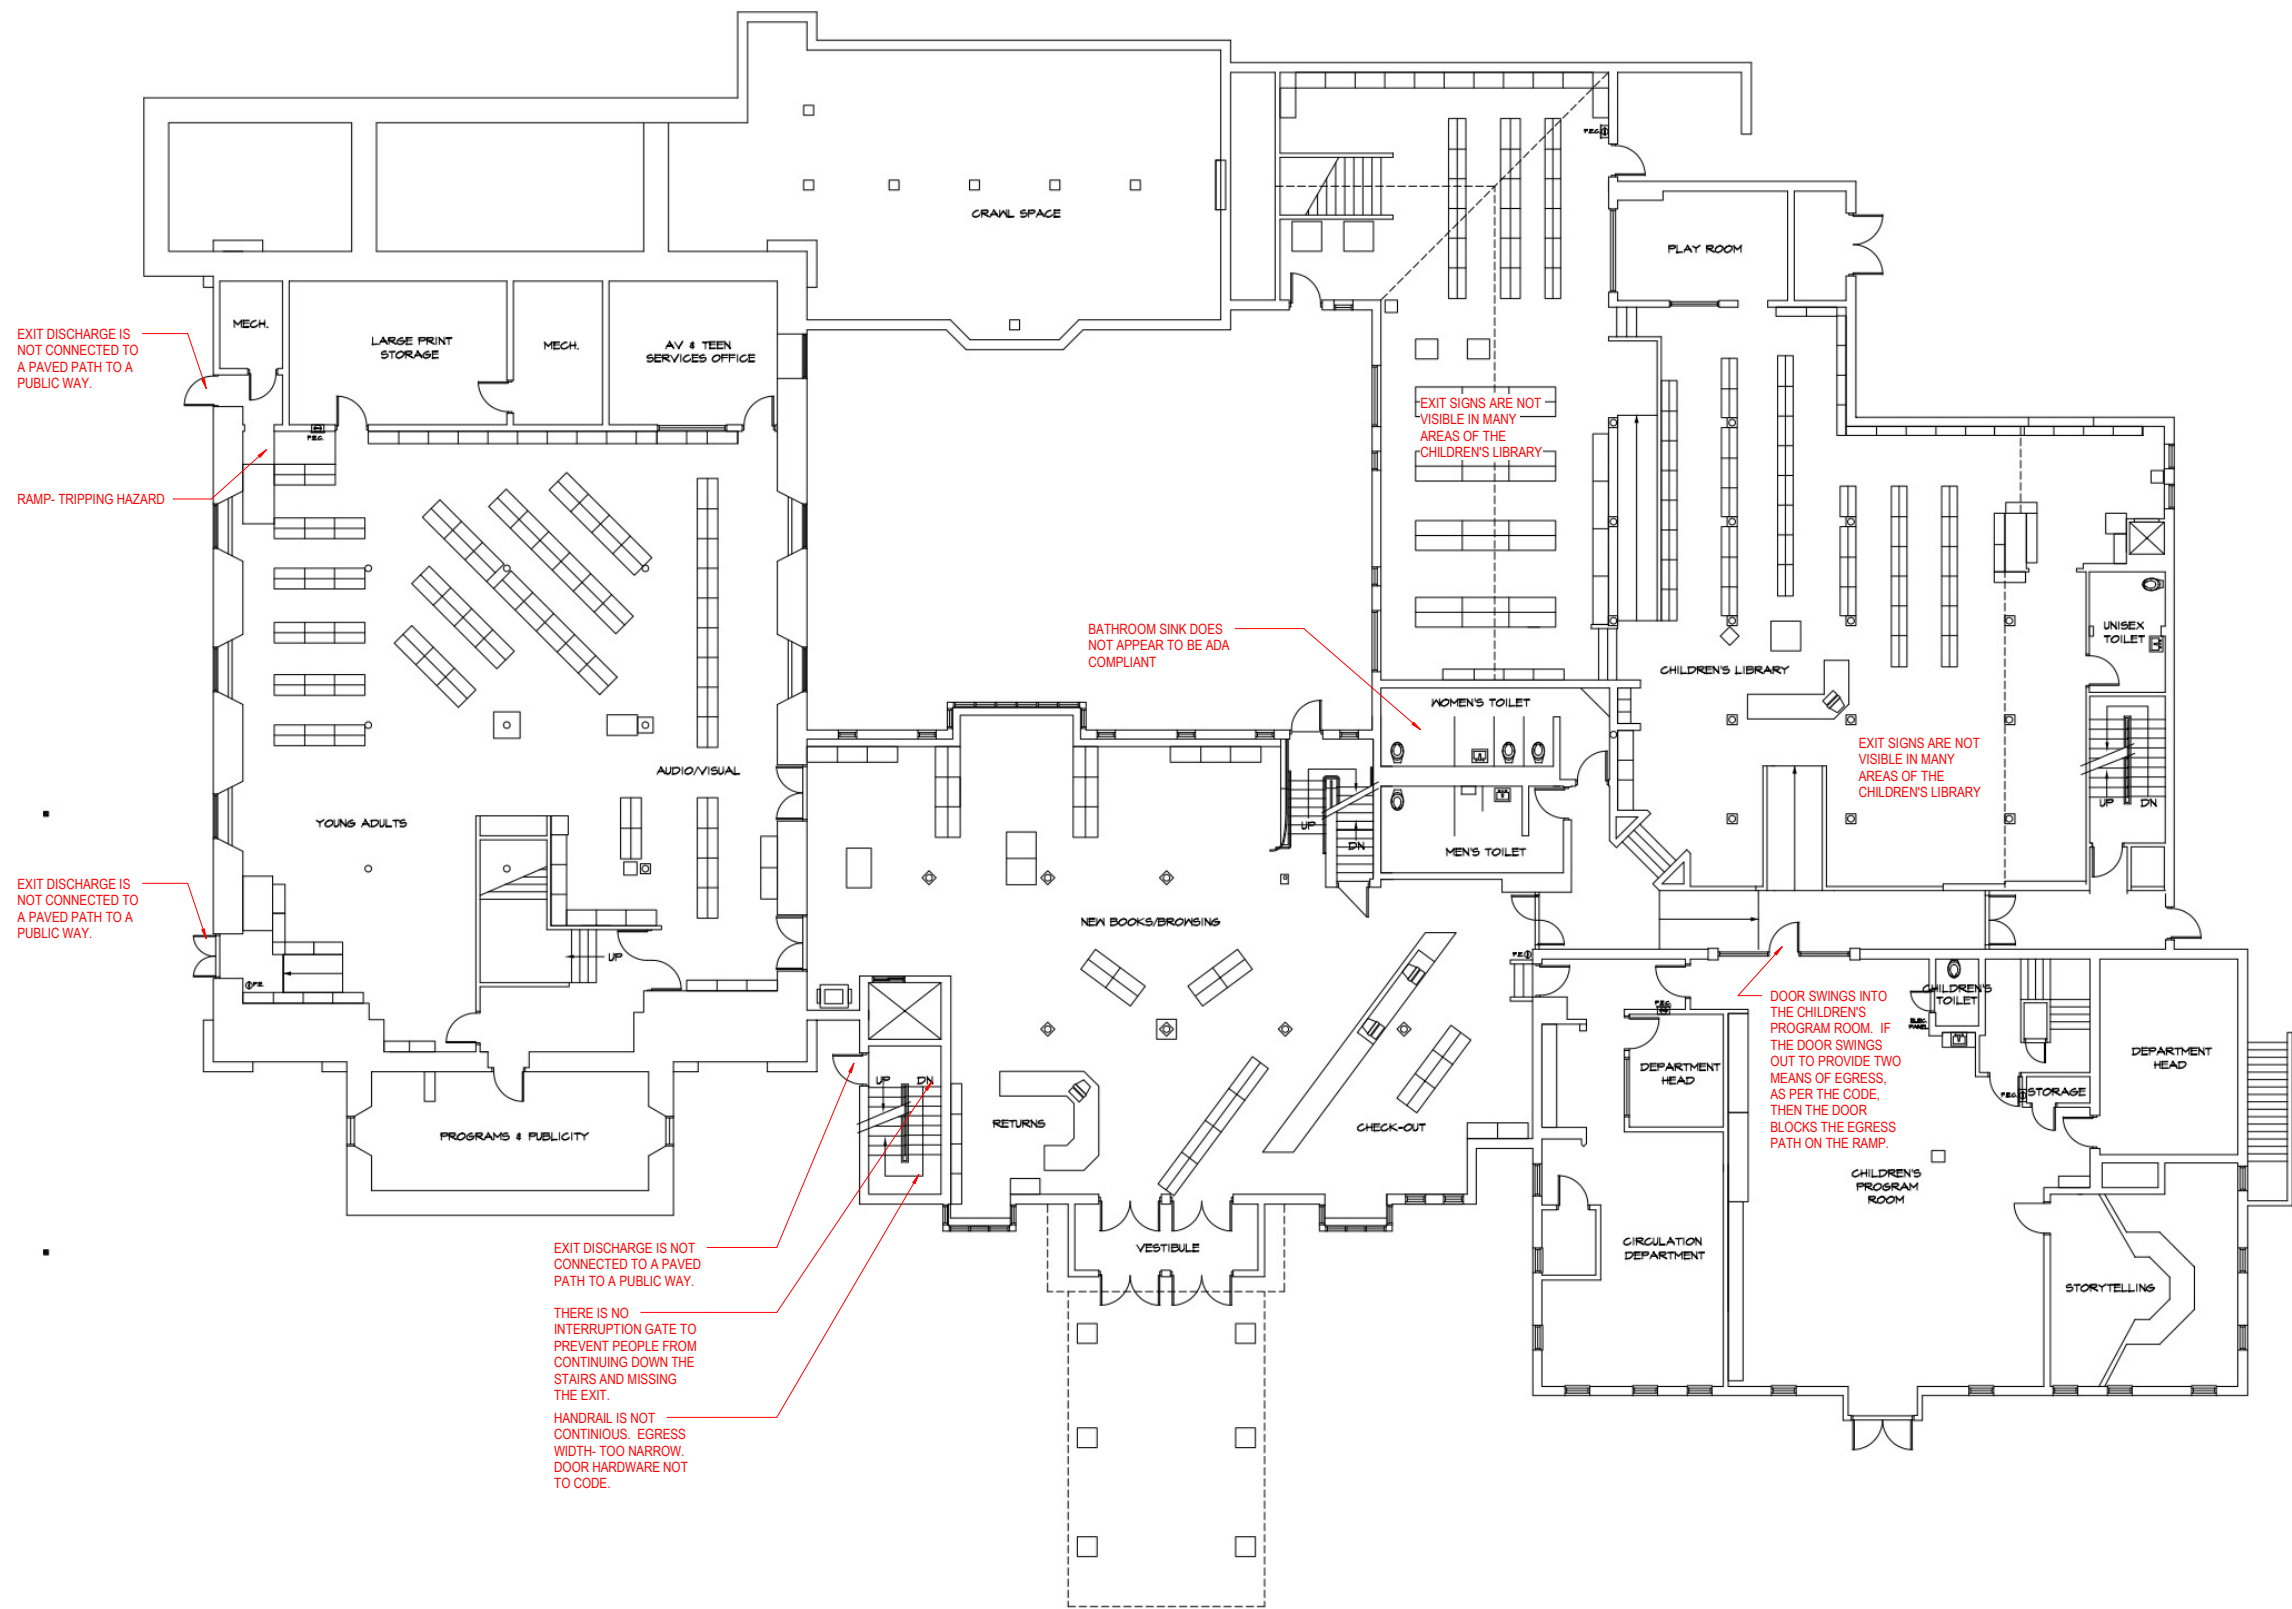 F.E.C.
CRAWL SPACE
PLAY ROOM
MECH.
LARGE PRINT
STORAGE
MECH.
AV & TEEN
SERVICES OFFICE
EXIT DISCHARGE IS
NOT CONNECTED TO
A PAVED PATH TO A
PUBLIC WAY.
F.E.C.
EXIT SIGNS ARE NOT
VISIBLE IN MANY
AREAS OF THE
CHILDREN'S LIBRARY
RAMP- TRIPPING HAZARD
BATHROOM SINK DOES
NOT APPEAR TO BE ADA
COMPLIANT
UNISEX
TOILET
CHILDREN'S LIBRARY
WOMEN'S TOILET
EXIT SIGNS ARE NOT
VISIBLE IN MANY
AREAS OF THE
CHILDREN'S LIBRARY
AUDIO/VISUAL
YOUNG ADULTS
UP
DN
MEN'S TOILET
UP DN
EXIT DISCHARGE IS
NOT CONNECTED TO
A PAVED PATH TO A
PUBLIC WAY.
NEW BOOKS/BROWSING
UP
F.E.
F.E.
F.E.C.
CHILDREN'S
TOILET
ELEC.
PANEL
DOOR SWINGS INTO
THE CHILDREN'S
PROGRAM ROOM. IF
THE DOOR SWINGS
OUT TO PROVIDE TWO
MEANS OF EGRESS,
AS PER THE CODE,
THEN THE DOOR
BLOCKS THE EGRESS
PATH ON THE RAMP.
DEPARTMENT
HEAD
DEPARTMENT
HEAD
UP DN
F.E.C.
STORAGE
RETURNS
CHECK-OUT
PROGRAMS & PUBLICITY
CHILDREN'S
PROGRAM
ROOM
EXIT DISCHARGE IS NOT
CONNECTED TO A PAVED
PATH TO A PUBLIC WAY.
VESTIBULE
CIRCULATION
DEPARTMENT
STORYTELLING
THERE IS NO
INTERRUPTION GATE TO
PREVENT PEOPLE FROM
CONTINUING DOWN THE
STAIRS AND MISSING
THE EXIT.
HANDRAIL IS NOT
CONTINIOUS. EGRESS
WIDTH- TOO NARROW.
DOOR HARDWARE NOT
TO CODE.